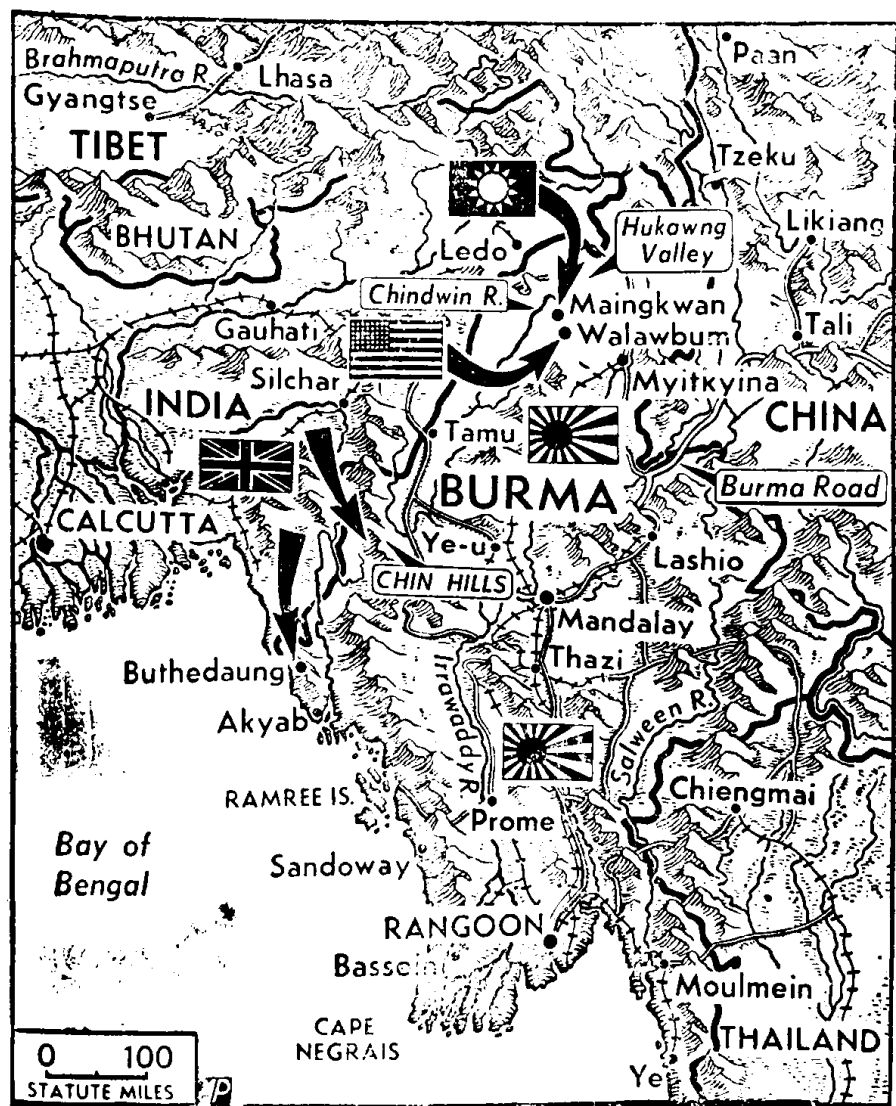 Brahmaputra R.
Lhasa
Paan
Gyangtse
TIBET
Tzeku
BHUTAN
Ledo
Hukawng
Valley
Likiang
Chindwin R.
Maingkwan
Gauhati
Walawbum
Tali
Silchar
Myitkyina
INDIA
CHINA
Tamu
BURMA
Burma Road
CALCUTTA
Ye-u
Lashio
CHIN HILLS
Mandalay
Buthedaung
Thazi
Irrawaddy R.
Salween R.
Akyab
RAMREE IS.
Chiengmai
Prome
Bay of
Bengal
Sandoway
RANGOON
Bassein
Moulmein
CAPE
NEGRAIS
THAILAND
0 100
STATUTE MILES
Ye